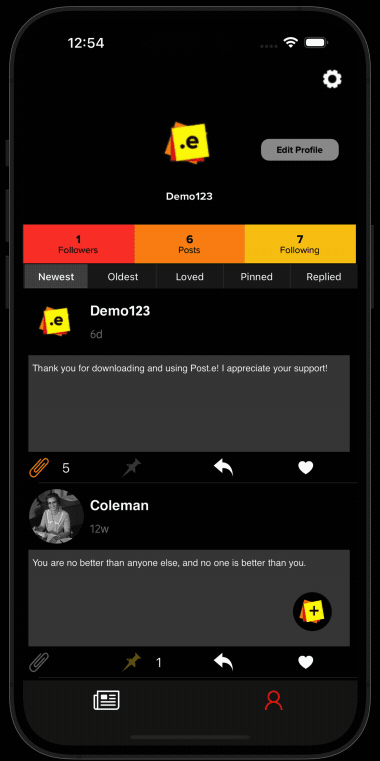 12:54
.e
Edit Profile
Demo123
1 6 7
Followers Posts Following
Newest Oldest Loved Pinned Replied
.e
Demo123
6d
Thank you for downloading and using Post.e! I appreciate your support!
5
Coleman
12w
You are no better than anyone else, and no one is better than you.
+
1